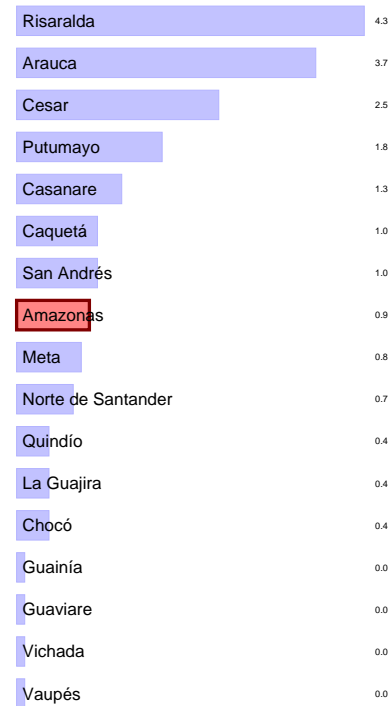 Risaralda 4.3
Arauca 3.7
Cesar 2.5
Putumayo 1.8
Casanare 1.3
Caquetá 1.0
San Andrés 1.0
Amazonas 0.9
Meta 0.8
Norte de Santander 0.7
Quindío 0.4
La Guajira 0.4
Chocó 0.4
Guainía 0.0
Guaviare 0.0
Vichada 0.0
Vaupés 0.0